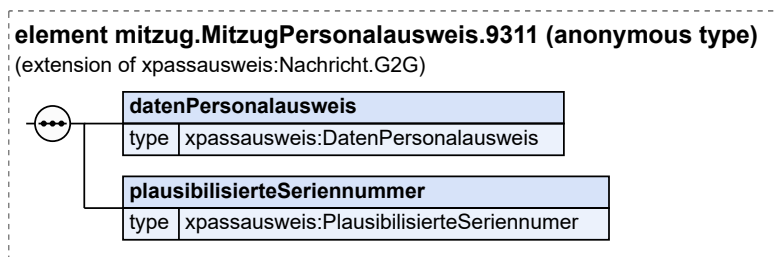 element mitzug.MitzugPersonalausweis.9311 (anonymous type)
(extension of xpassausweis:Nachricht.G2G)
datenPersonalausweis
type xpassausweis:DatenPersonalausweis
plausibilisierteSeriennummer
type xpassausweis:PlausibilisierteSeriennumer